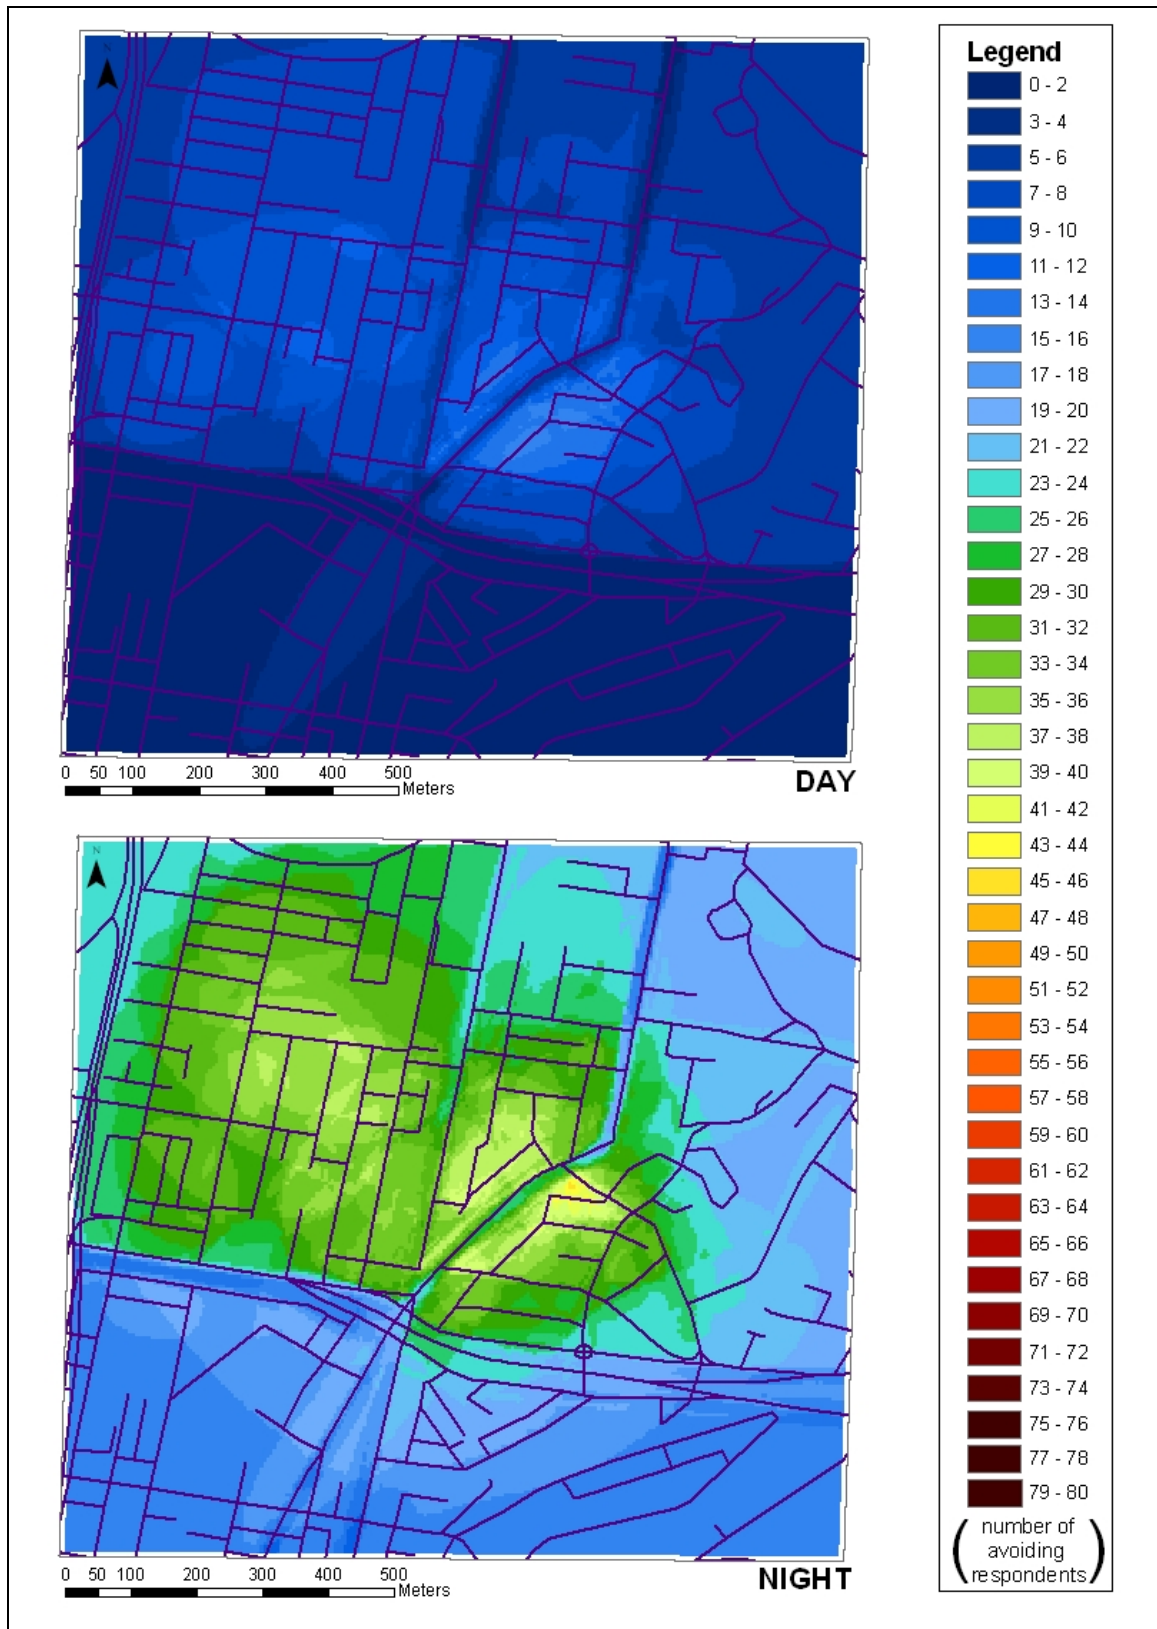 N
0 50 100 200 300 400 500
Meters
DAY
N
0 50 100 200 300 400 500
Meters
NIGHT
Legend
0 - 2
3 - 4
5 - 6
7 - 8
9 - 10
11 - 12
13 - 14
15 - 16
17 - 18
19 - 20
21 - 22
23 - 24
25 - 26
27 - 28
29 - 30
31 - 32
33 - 34
35 - 36
37 - 38
39 - 40
41 - 42
43 - 44
45 - 46
47 - 48
49 - 50
51 - 52
53 - 54
55 - 56
57 - 58
59 - 60
61 - 62
63 - 64
65 - 66
67 - 68
69 - 70
71 - 72
73 - 74
75 - 76
77 - 78
79 - 80
( number of
avoiding
respondents )